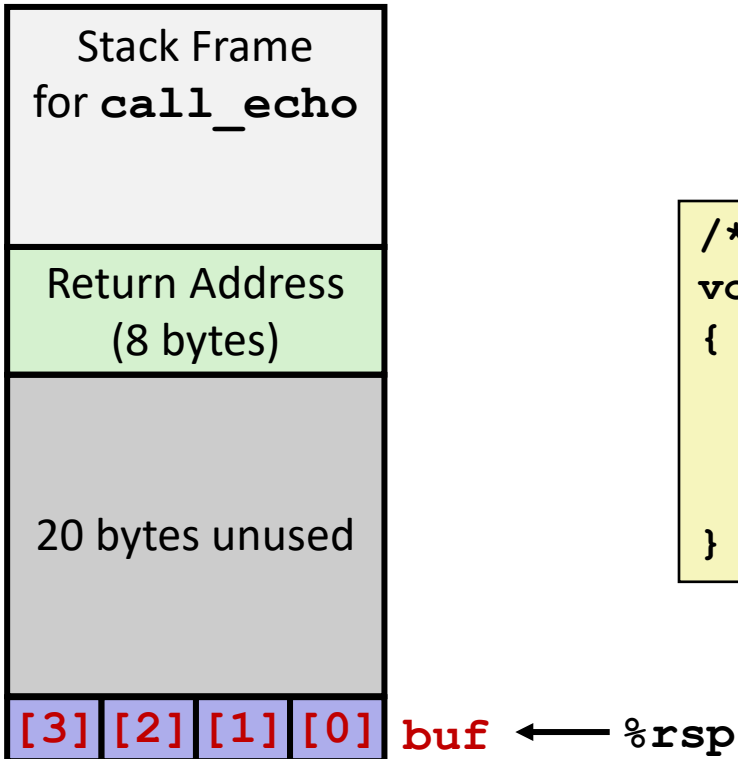 Stack Frame
for call_echo
Return Address
(8 bytes)
20 bytes unused
[3] [2] [1] [0] buf ← %rsp
/*
vo
{
}